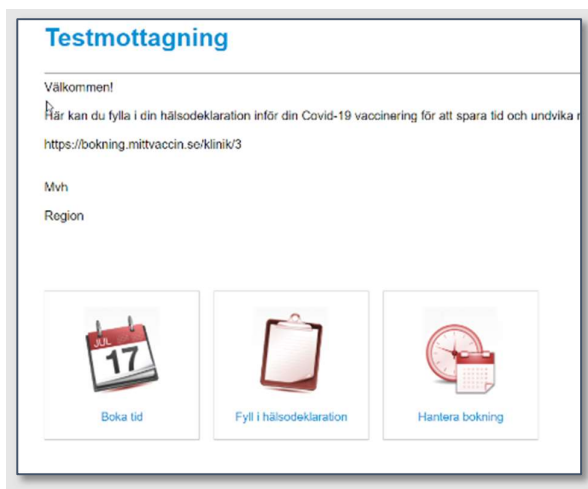 Testmottagning
Välkommen!
Här kan du fylla i din hälsodeklaration inför din Covid-19 vaccinering för att spara tid och undvika
https://bokning.mittvaccin.se/klinik/3
Mvh
Region
JUL
17
Boka tid
Fyll i hälsodeklaration
Hantera bokning